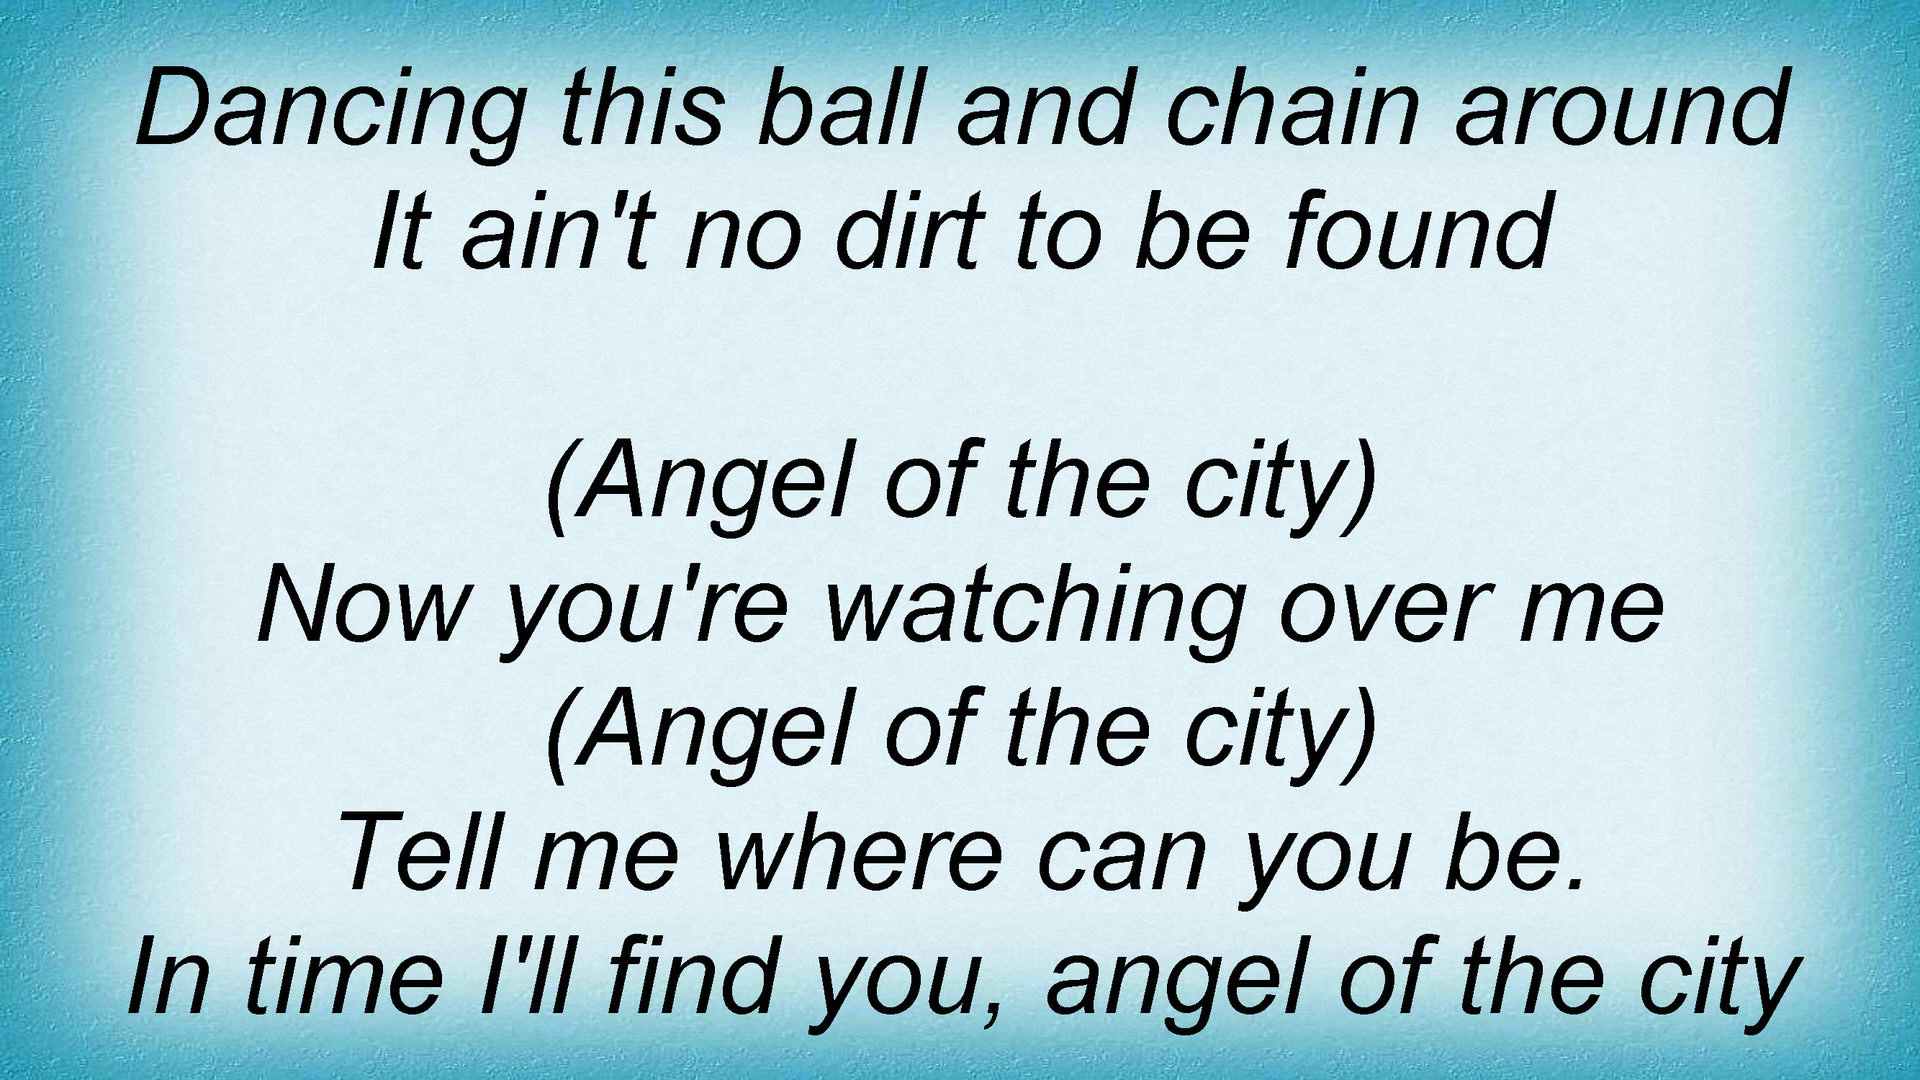 Dancing this ball and chain around
It ain't no dirt to be found
(Angel of the city)
Now you're watching over me
(Angel of the city)
Tell me where can you be.
In time I'll find you, angel of the city